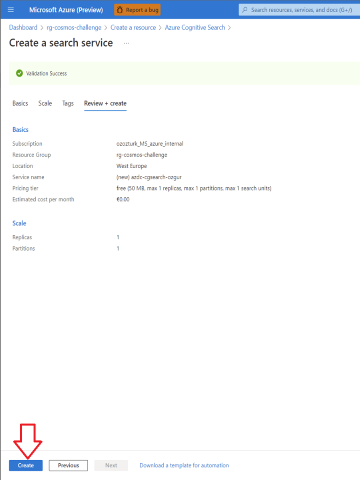 Microsoft Azure (Preview) Report a bug Search resources, services, and docs (G+/)
Dashboard > rg-cosmos-challenge > Create a resource > Azure Cognitive Search >
Create a search service ...
Validation Success
Basics Scale Tags Review + create
Basics
Subscription ozozturk_MS_azure_internal
Resource Group rg-cosmos-challenge
Location West Europe
Service name (new) azds-cgsearch-ozgur
Pricing tier free (50 MB, max 1 replicas, max 1 partitions, max 1 search units)
Estimated cost per month €0.00
Scale
Replicas 1
Partitions 1
Create Previous Next Download a template for automation